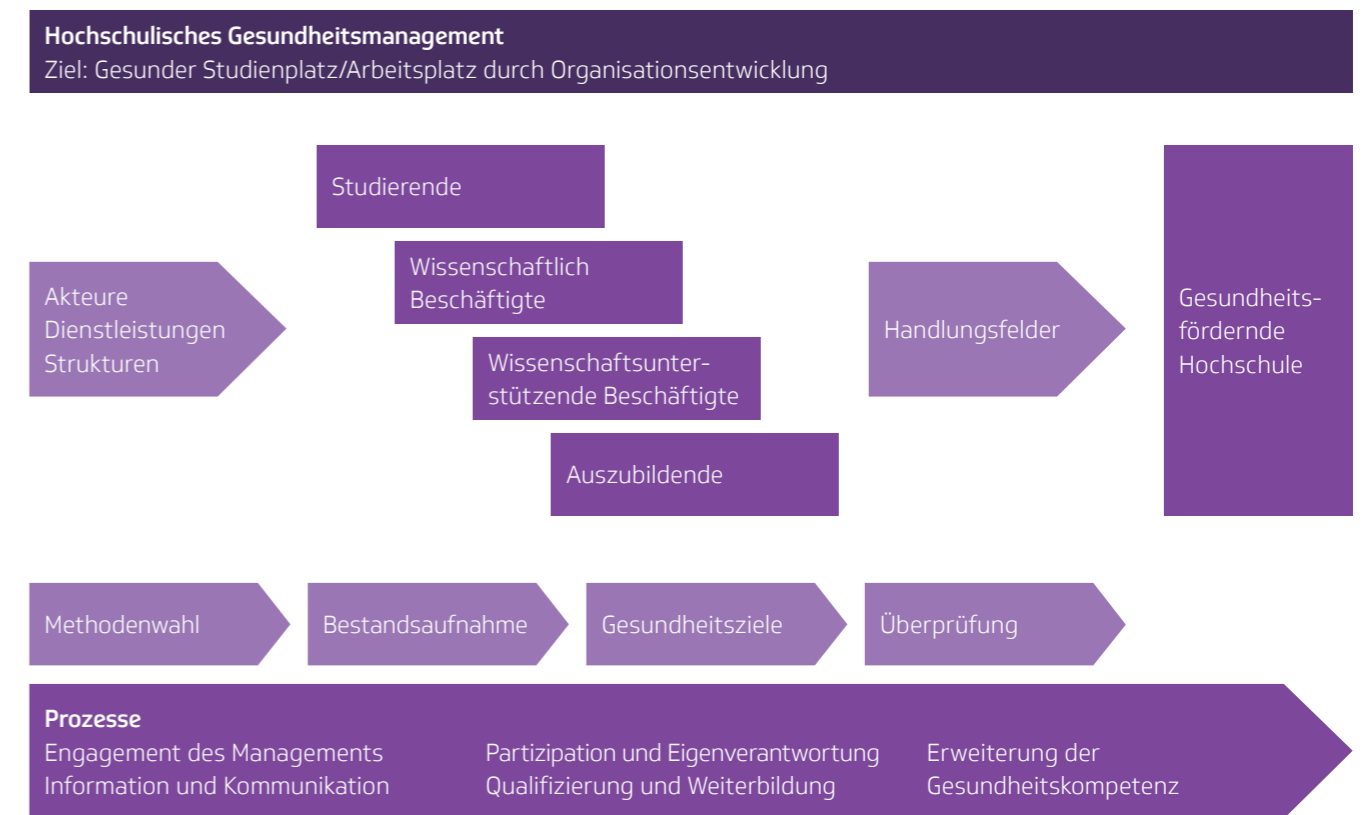 Hochschulisches Gesundheitsmanagement
Ziel: Gesunder Studienplatz/Arbeitsplatz durch Organisationsentwicklung
Akteure
Dienstleistungen
Strukturen
Studierende
Wissenschaftlich
Beschäftigte
Wissenschaftsunter-
stützende Beschäftigte
Auszubildende
Handlungsfelder
Gesundheits-
fördernde
Hochschule
Methodenwahl
Bestandsaufnahme
Gesundheitsziele
Überprüfung
Prozesse
Engagement des Managements
Information und Kommunikation
Partizipation und Eigenverantwortung
Qualifizierung und Weiterbildung
Erweiterung der
Gesundheitskompetenz